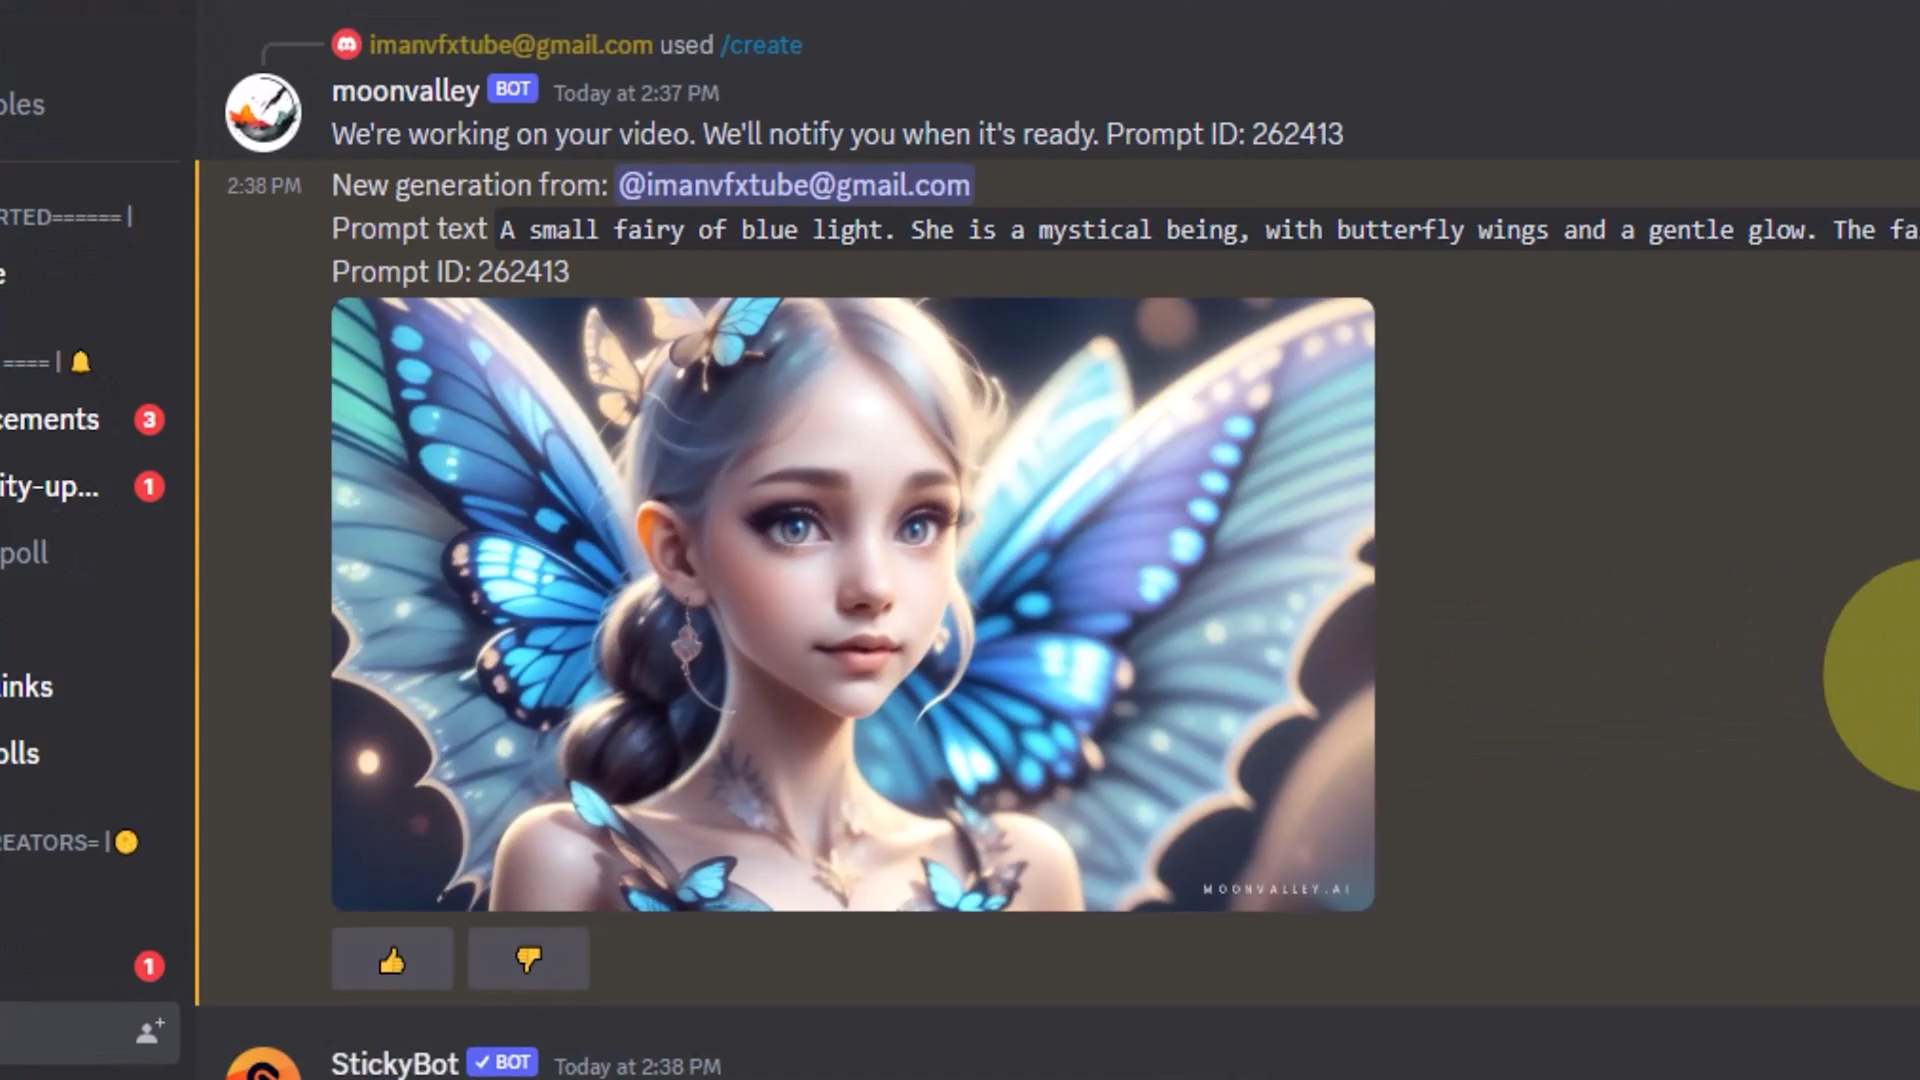 imanvfxtube@gmail.com used /create
moonvalley BOT Today at 2:37 PM
We're working on your video. We'll notify you when it's ready. Prompt ID: 262413
2:38 PM New generation from: @imanvfxtube@gmail.com
Prompt text A small fairy of blue light. She is a mystical being, with butterfly wings and a gentle glow. The fa
Prompt ID: 262413
MOONVALLEY.AI
StickyBot BOT Today at 2:38 PM
oles
RTED====== |
e
==== |
cements 3
ity-up... 1
poll
inks
olls
REATORS= |
1